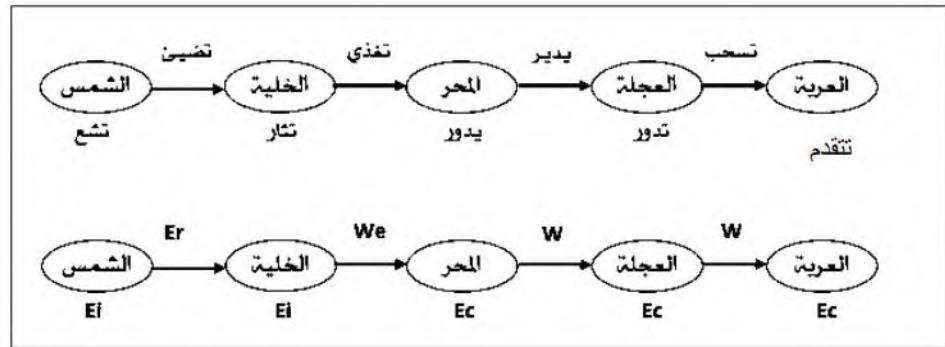 تضيئ تغذي يدير تسحب
الشمس الخلية المحر العجلة العربة
تشع تثار يدور تدور تتقدم
Er We W W
الشمس الخلية المحر العجلة العربة
Ei Ei Ec Ec Ec